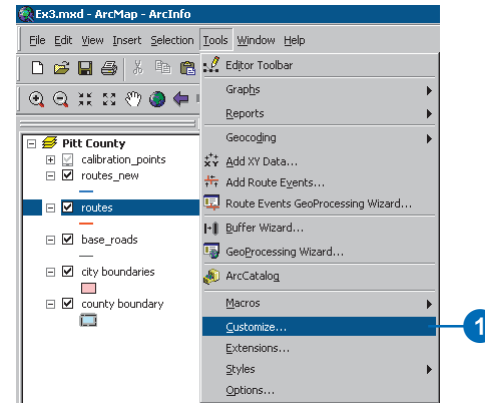 Ex3.mxd - ArcMap - ArcInfo
File Edit View Insert Selection Tools Window Help
Editor Toolbar
Graphs
Reports
Geocoding
Add XY Data...
Add Route Events...
Route Events GeoProcessing Wizard...
Buffer Wizard...
GeoProcessing Wizard...
ArcCatalog
Macros
Customize...
Extensions...
Styles
Options...
Pitt County
calibration_points
routes_new
routes
base_roads
city boundaries
county boundary
1